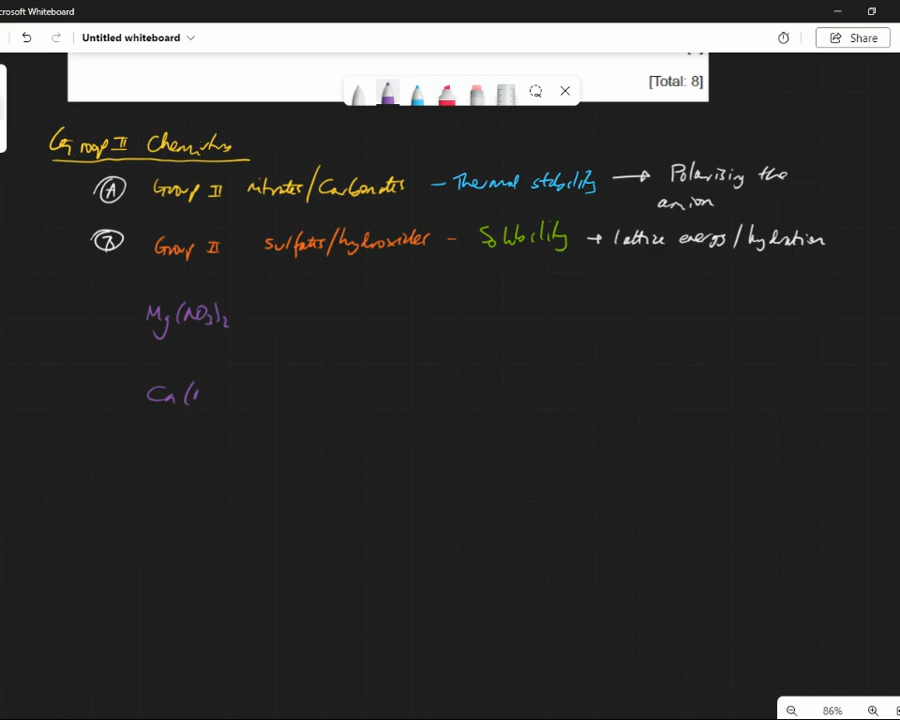 crosoft Whiteboard
Untitled whiteboard
Share
[Total: 8]
Group II Chemistry
A Group II nitrates/Carbonates - Thermal stability → Polarising the
anion
B Group II sulfates/hydroxides - Solubility → lattice energy/hydration
Mg(NO3)2
Ca(
86%